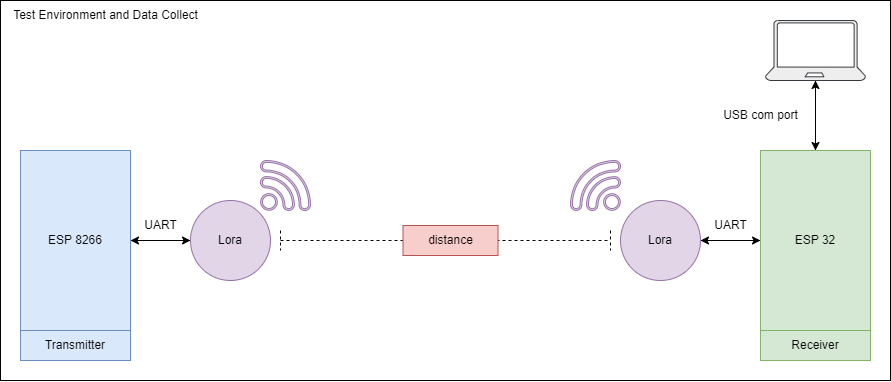 Test Environment and Data Collect
USB com port
ESP 8266
UART
Lora
distance
Lora
UART
ESP 32
Transmitter
Receiver